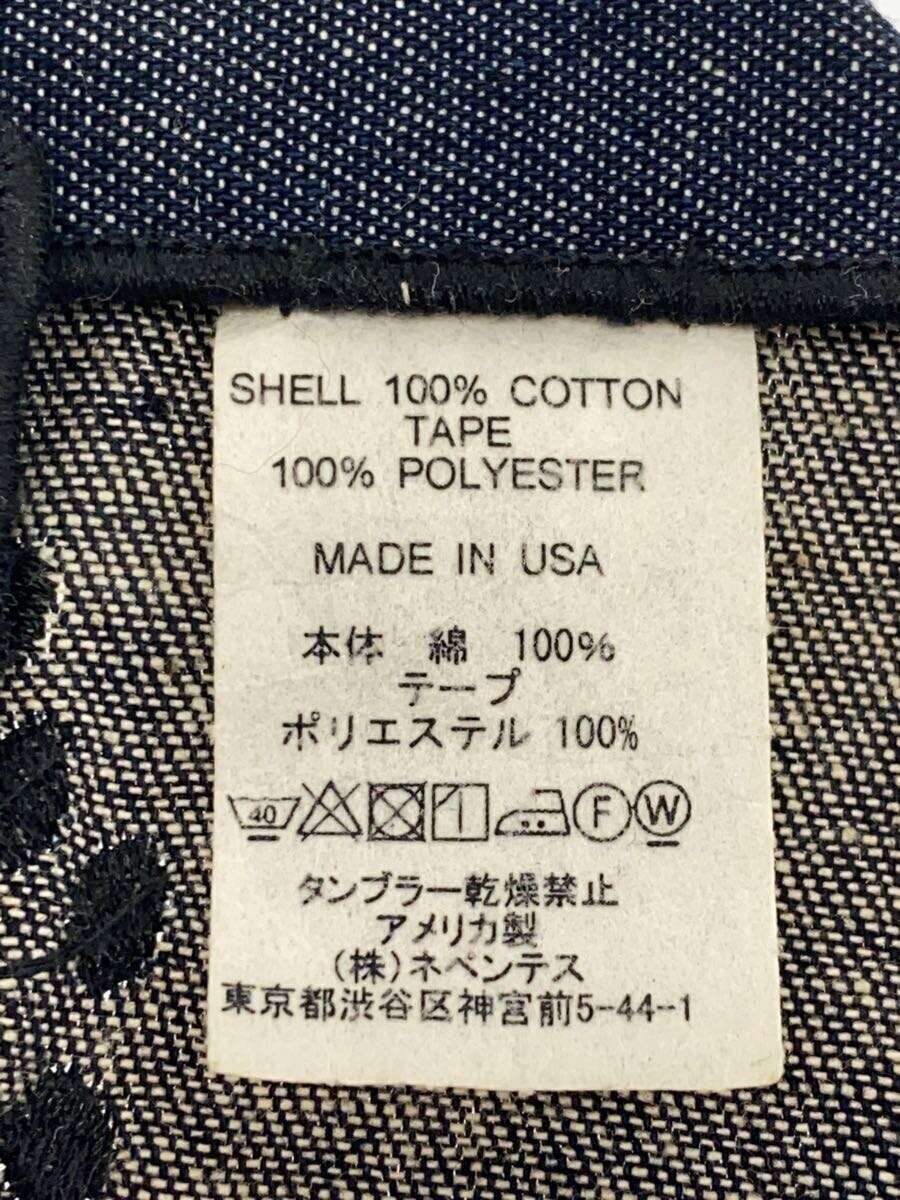 SHELL 100% COTTON
TAPE
100% POLYESTER
MADE IN USA
本体 綿 100%
テープ
ポリエステル 100%
40 F W
タンブラー乾燥禁止
アメリカ製
(株)ネペンテス
東京都渋谷区神宮前5-44-1